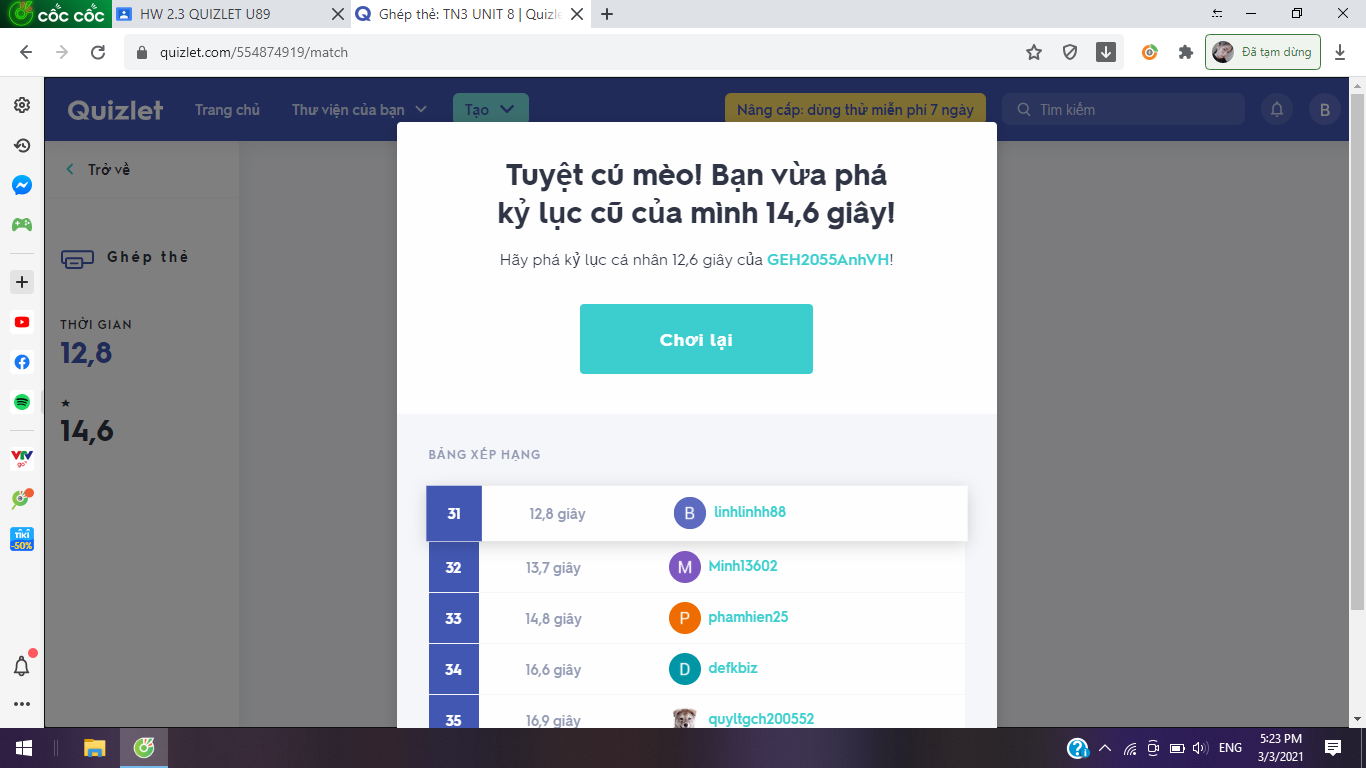 cốc cốc
HW 2.3 QUIZLET U89
Ghép thẻ: TN3 UNIT 8 | Quizle
quizlet.com/554874919/match
Đã tạm dừng
Quizlet
Trang chủ
Thư viện của bạn
Tạo
Nâng cấp: dùng thử miễn phí 7 ngày
Tìm kiếm
B
Trở về
Ghép thẻ
THỜI GIAN
12,8
14,6
Tuyệt cú mèo! Bạn vừa phá
kỷ lục cũ của mình 14,6 giây!
Hãy phá kỷ lục cá nhân 12,6 giây của GEH2055AnhVH!
Chơi lại
BẢNG XẾP HẠNG
31 12,8 giây B linhlinhh88
32 13,7 giây M Minh13602
33 14,8 giây P phamhien25
34 16,6 giây D defkbiz
35 16,9 giây quyltgch200552
VTV
go
TIKI
-50%
ENG
5:23 PM
3/3/2021